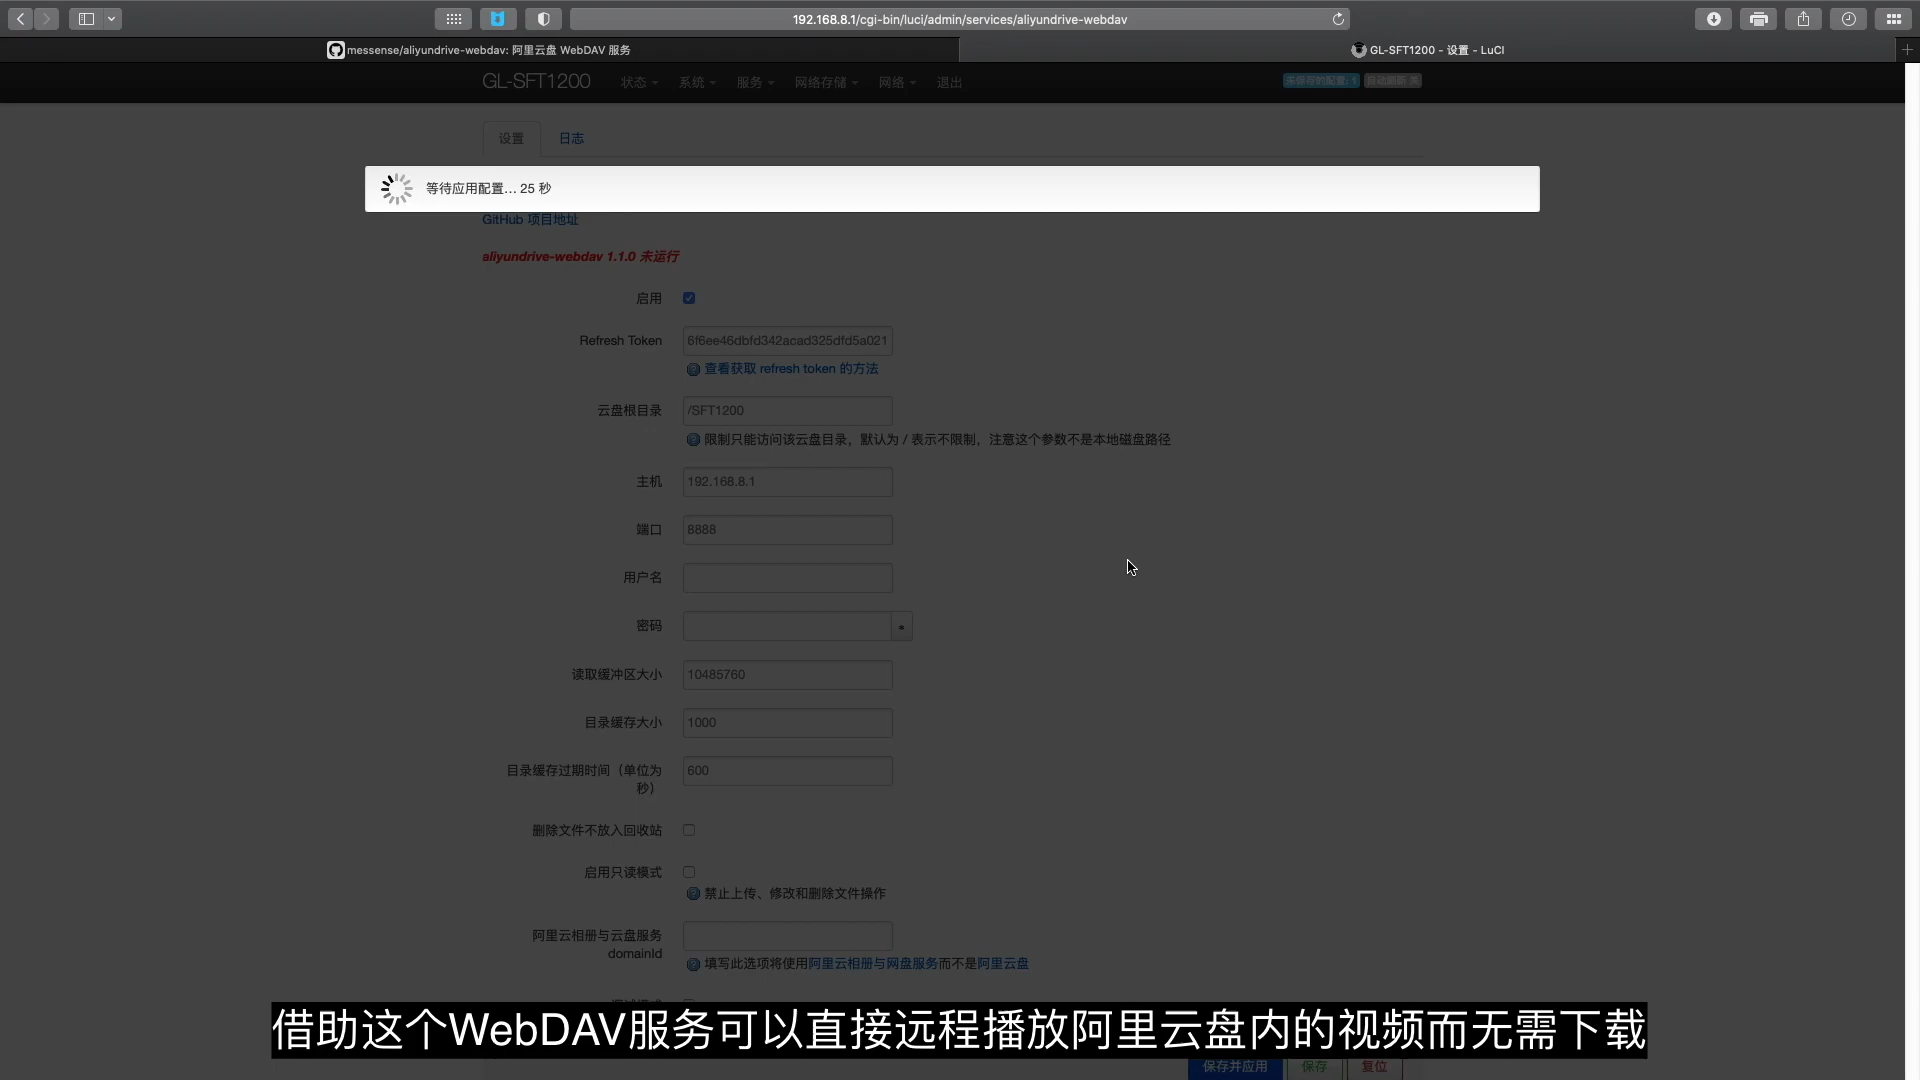 192.168.8.1/cgi-bin/luci/admin/services/aliyundrive-webdav
messense/aliyundrive-webdav: 阿里云盘 WebDAV 服务
GL-SFT1200 - 设置 - LuCI
GL-SFT1200 状态 系统 服务 网络存储 网络 退出 未保存的配置: 1 自动刷新 关
设置 日志
等待应用配置... 25 秒
GitHub 项目地址
aliyundrive-webdav 1.1.0 未运行
启用
Refresh Token 6f6ee46dbfd342acad325dfd5a021
查看获取 refresh token 的方法
云盘根目录 /SFT1200
限制只能访问该云盘目录，默认为 / 表示不限制，注意这个参数不是本地磁盘路径
主机 192.168.8.1
端口 8888
用户名
密码 *
读取缓冲区大小 10485760
目录缓存大小 1000
目录缓存过期时间（单位为 600
秒）
删除文件不放入回收站
启用只读模式
禁止上传、修改和删除文件操作
阿里云相册与云盘服务
domainId
填写此选项将使用阿里云相册与网盘服务而不是阿里云盘
借助这个WebDAV服务可以直接远程播放阿里云盘内的视频而无需下载
保存并应用 保存 复位